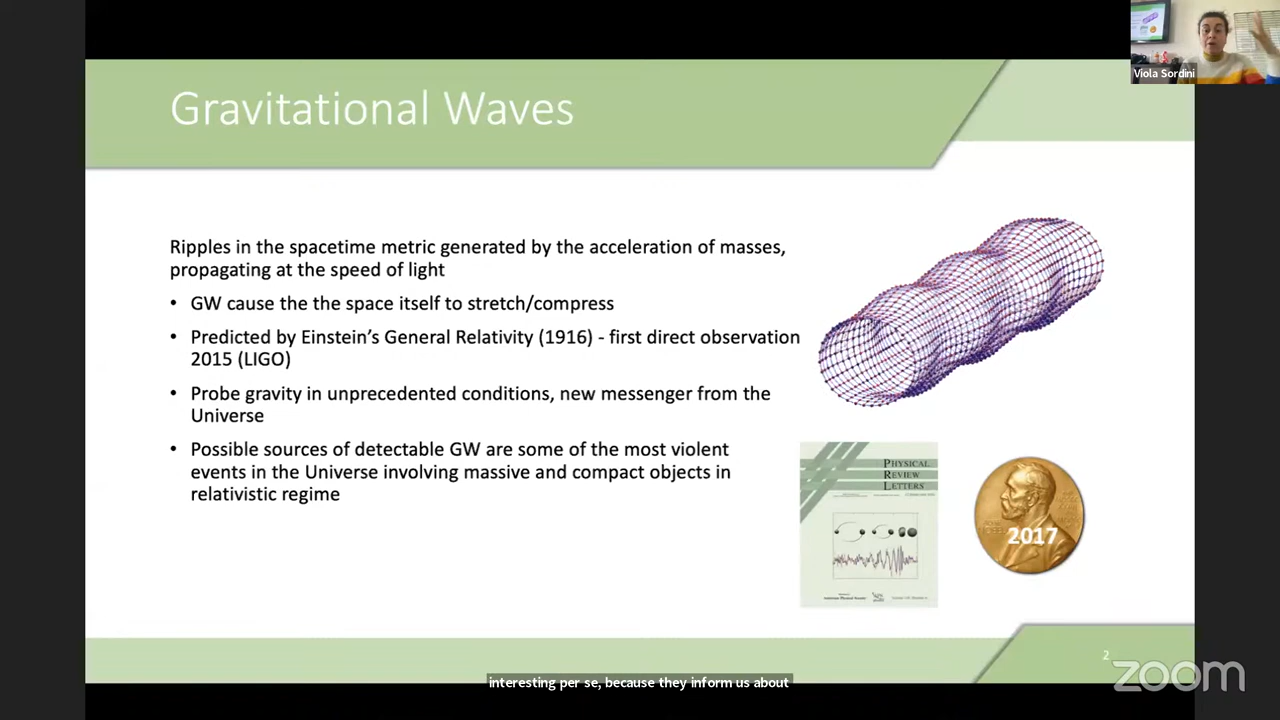 Viola Sordini
Gravitational Waves
Ripples in the spacetime metric generated by the acceleration of masses,
propagating at the speed of light
• GW cause the the space itself to stretch/compress
• Predicted by Einstein's General Relativity (1916) - first direct observation
2015 (LIGO)
• Probe gravity in unprecedented conditions, new messenger from the
Universe
• Possible sources of detectable GW are some of the most violent
events in the Universe involving massive and compact objects in
relativistic regime
PHYSICAL
REVIEW
LETTERS
2017
2
zoom
interesting per se, because they inform us about